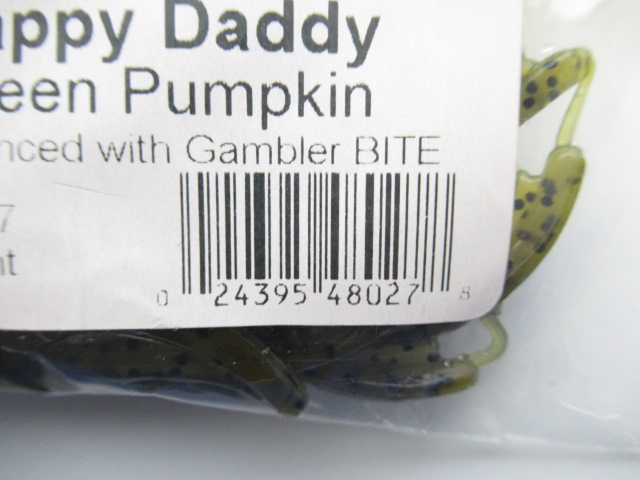 appy Daddy
een Pumpkin
nced with Gambler BITE
7
nt
0 24395 48027 8